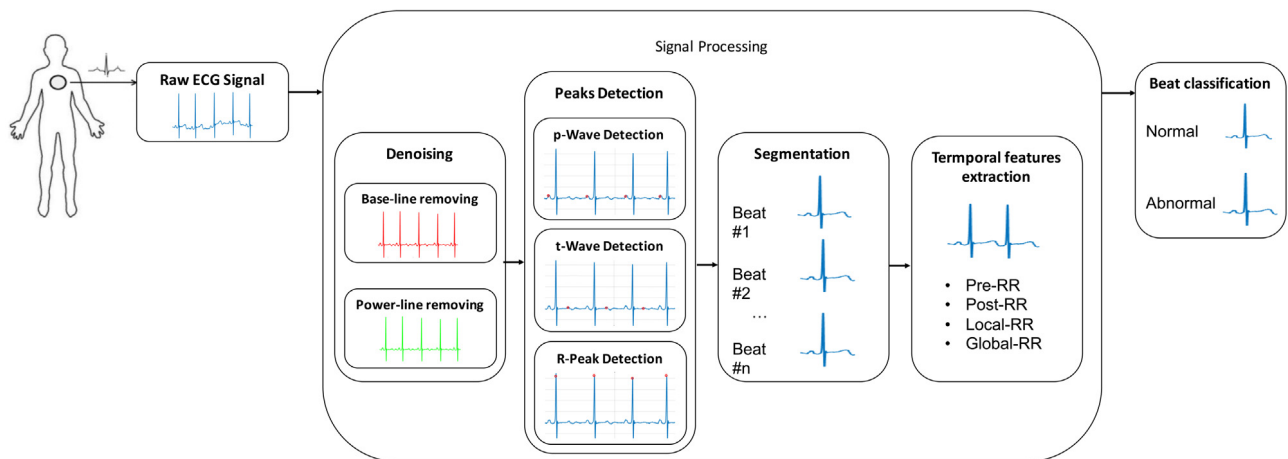 Signal Processing
Raw ECG Signal
Denoising
Base-line removing
Power-line removing
Peaks Detection
p-Wave Detection
t-Wave Detection
R-Peak Detection
Segmentation
Beat
#1
Beat
#2
...
Beat
#n
Termporal features
extraction
• Pre-RR
• Post-RR
• Local-RR
• Global-RR
Beat classification
Normal
Abnormal